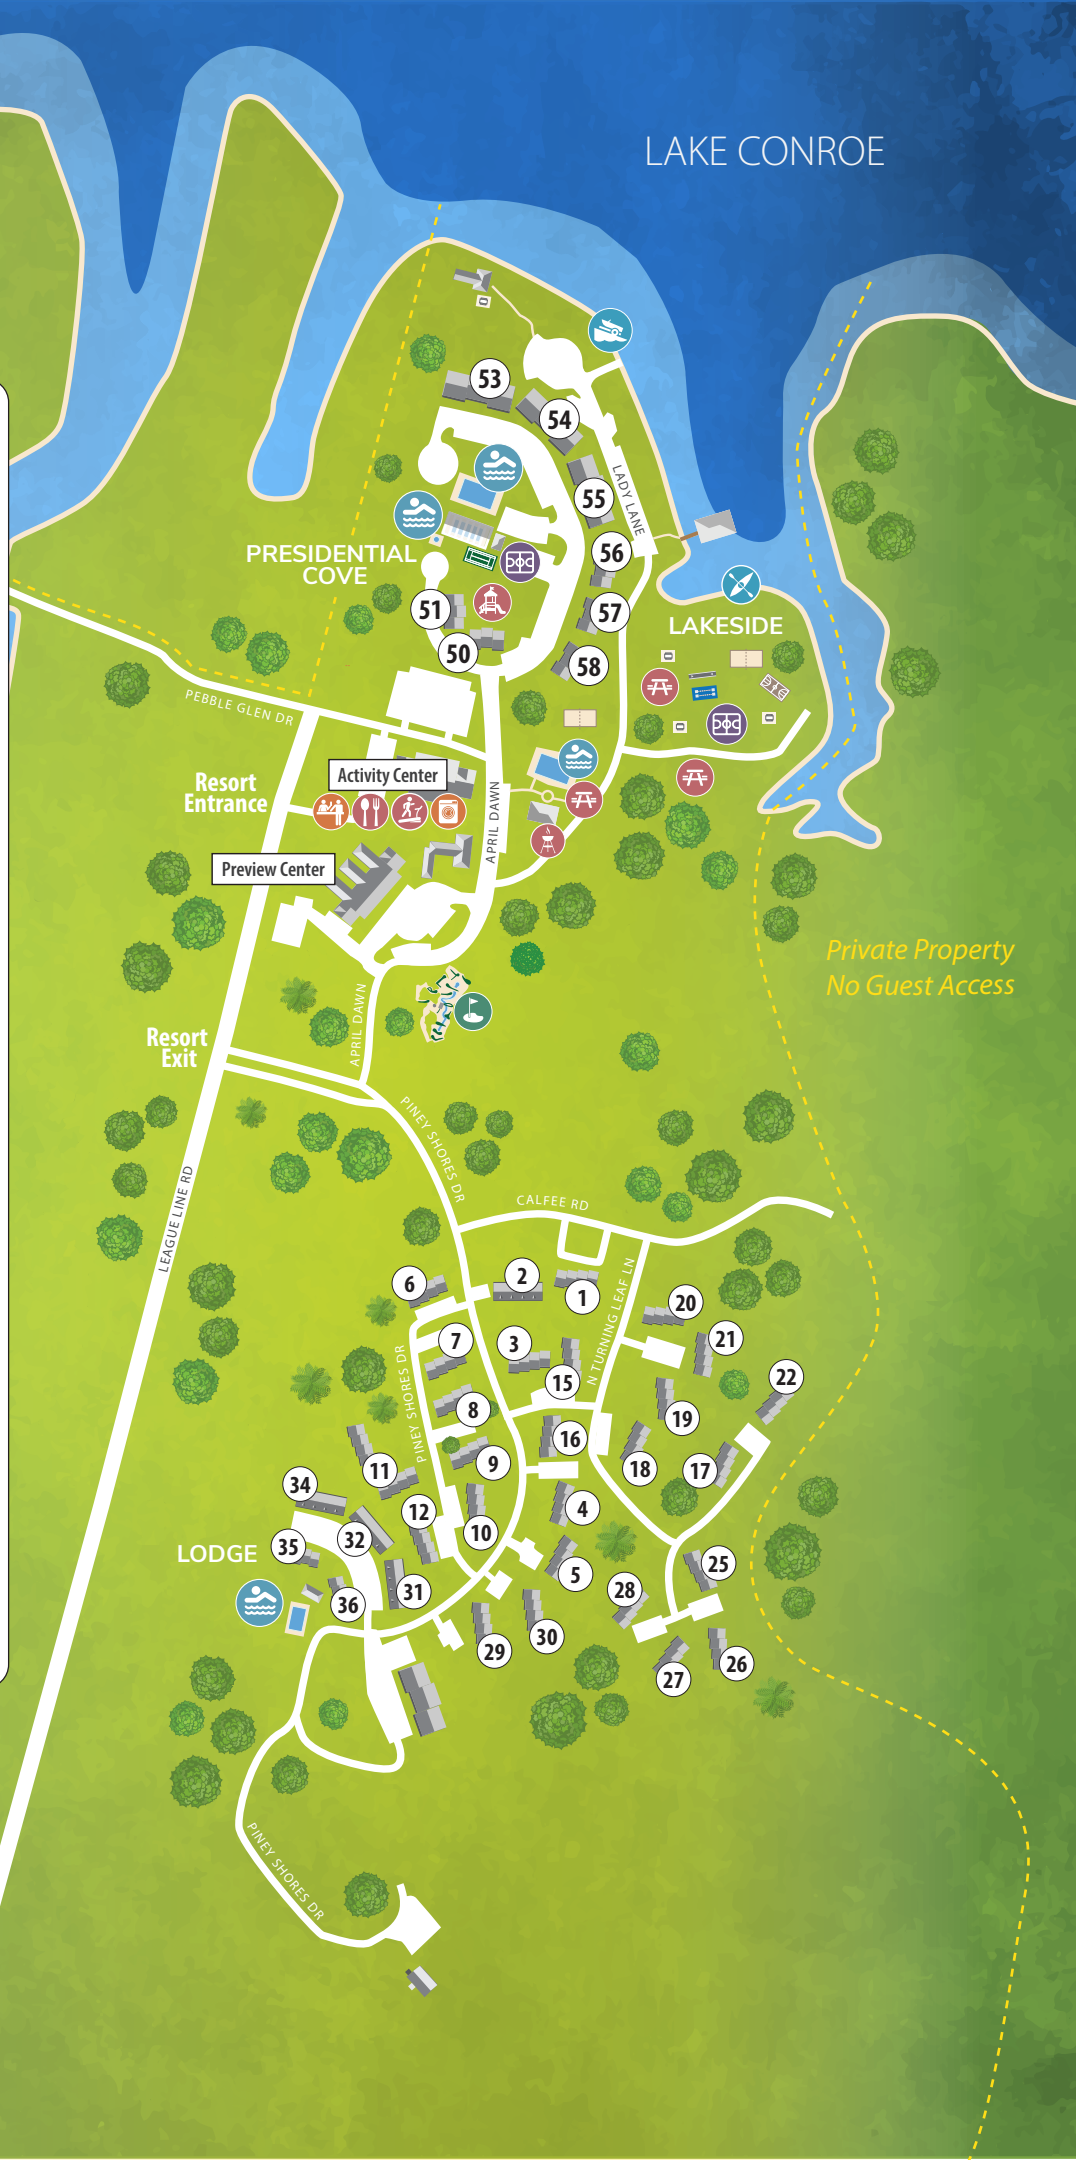 LAKE CONROE
53
54
LADY LANE
55
PRESIDENTIAL
COVE
56
51
57
LAKESIDE
50
58
PEBBLE GLEN DR
Resort
Entrance
Activity Center
APRIL DAWN
Preview Center
Private Property
No Guest Access
APRIL DAWN
Resort
Exit
PINEY SHORES DR
LEAGUE LINE RD
CALFEE RD
6
2
1
N TURNING LEAF LN
20
7
3
21
PINEY SHORES DR
15
22
8
19
16
9
11
18
17
34
12
4
10
32
35
LODGE
25
5
31
28
36
30
29
26
27
PINEY SHORES DR